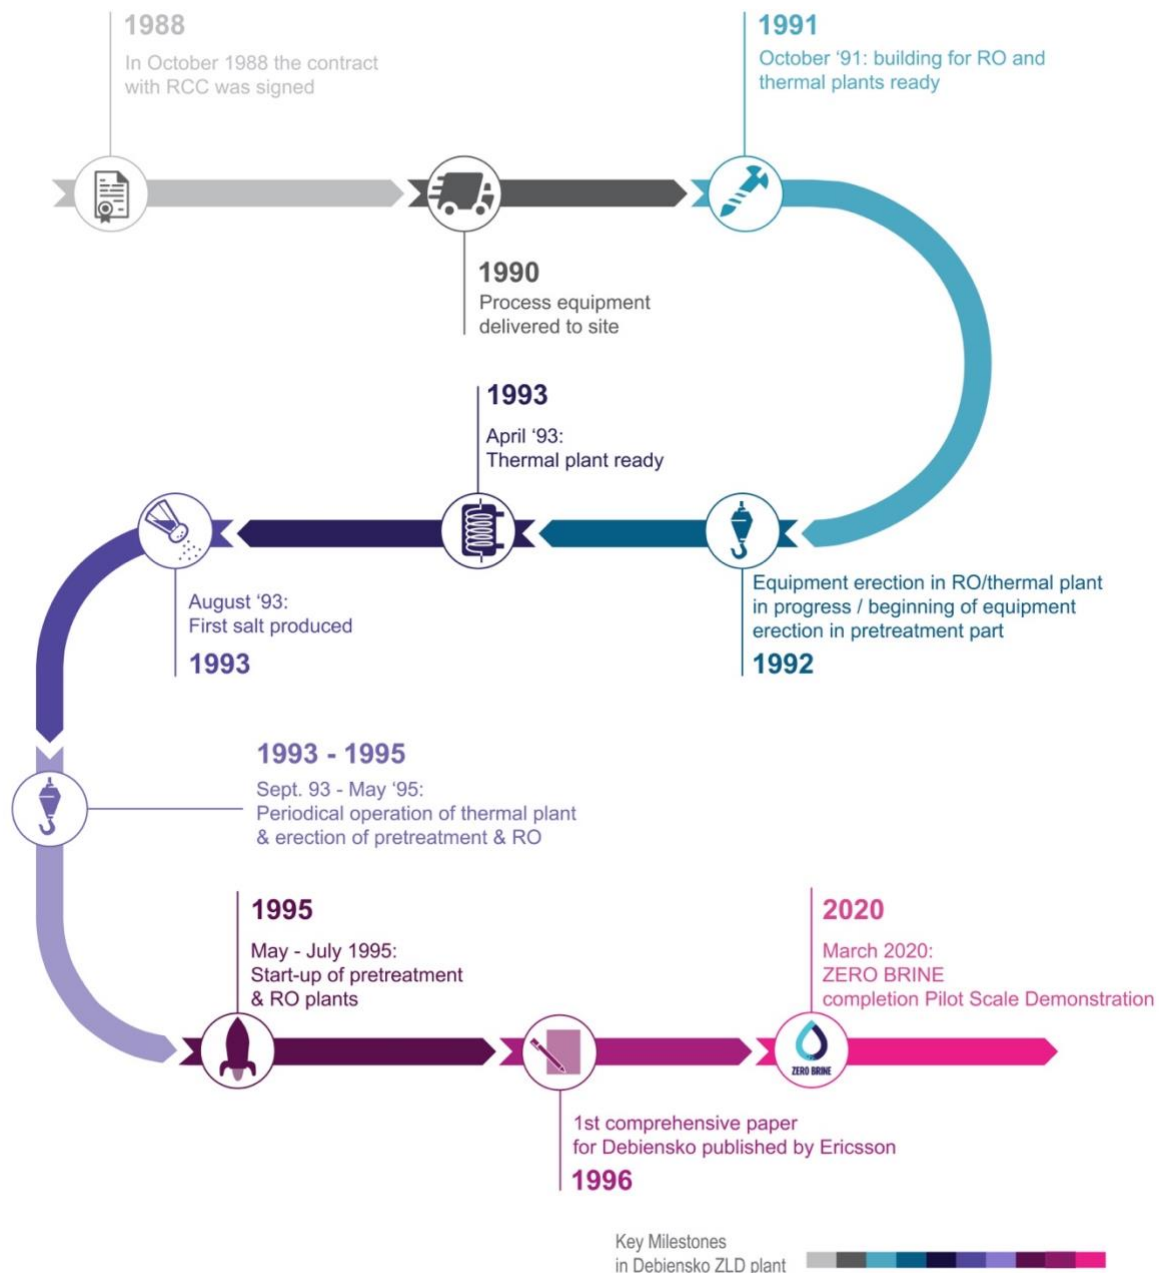 1988
In October 1988 the contract
with RCC was signed
1991
October ‘91: building for RO and
thermal plants ready
1990
Process equipment
delivered to site
1993
April ‘93:
Thermal plant ready
August ‘93:
First salt produced
1993
Equipment erection in RO/thermal plant
in progress / beginning of equipment
erection in pretreatment part
1992
1993 - 1995
Sept. 93 - May ‘95:
Periodical operation of thermal plant
& erection of pretreatment & RO
1995
May - July 1995:
Start-up of pretreatment
& RO plants
2020
March 2020:
ZERO BRINE
completion Pilot Scale Demonstration
ZERO BRINE
1st comprehensive paper
for Debiensko published by Ericsson
1996
Key Milestones
in Debiensko ZLD plant